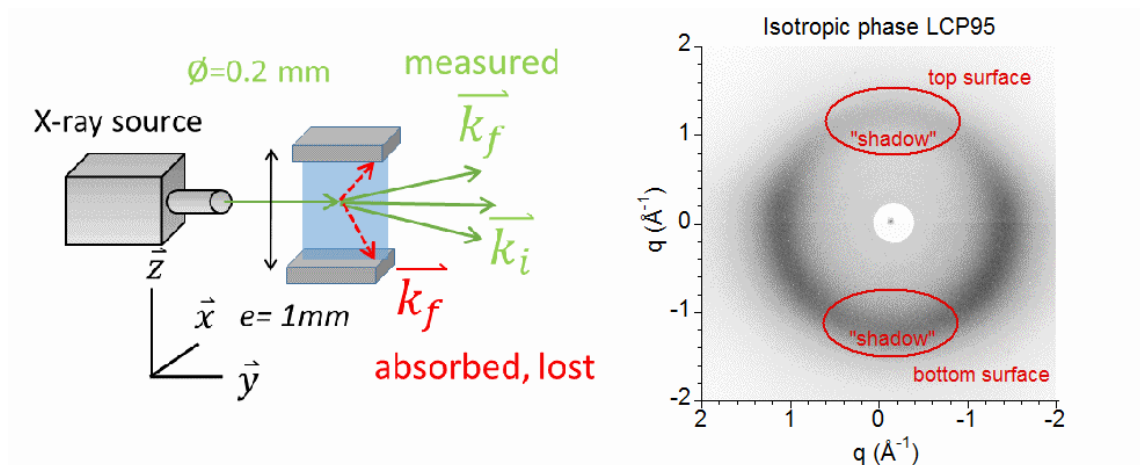 Ø=0.2 mm
measured
X-ray source
k_f
k_i
z
x
y
e= 1mm
k_f
absorbed, lost
Isotropic phase LCP95
top surface
"shadow"
"shadow"
bottom surface
q (Å⁻¹)
2
1
0
-1
-2
2
1
0
-1
-2
q (Å⁻¹)